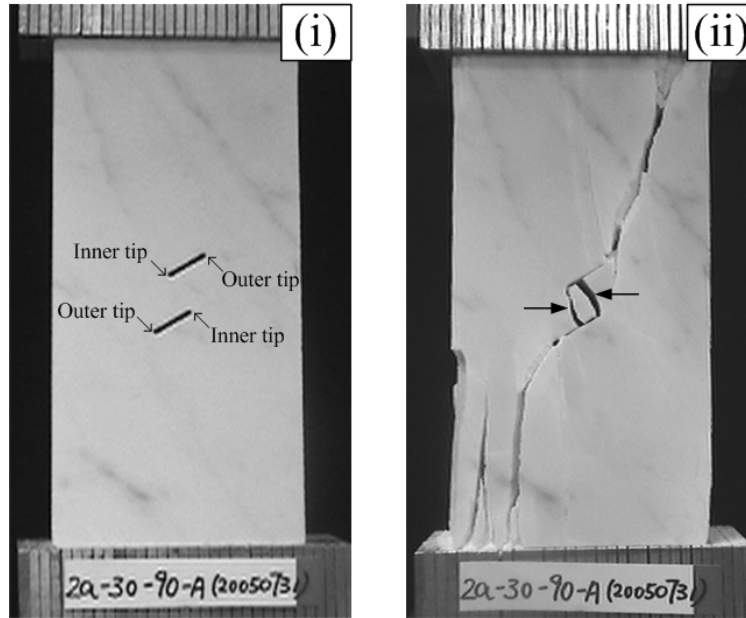 (i)
(ii)
Inner tip
Outer tip
Outer tip
Inner tip
2a-30-90-A (20050731)
2a-30-90-A (20050731)